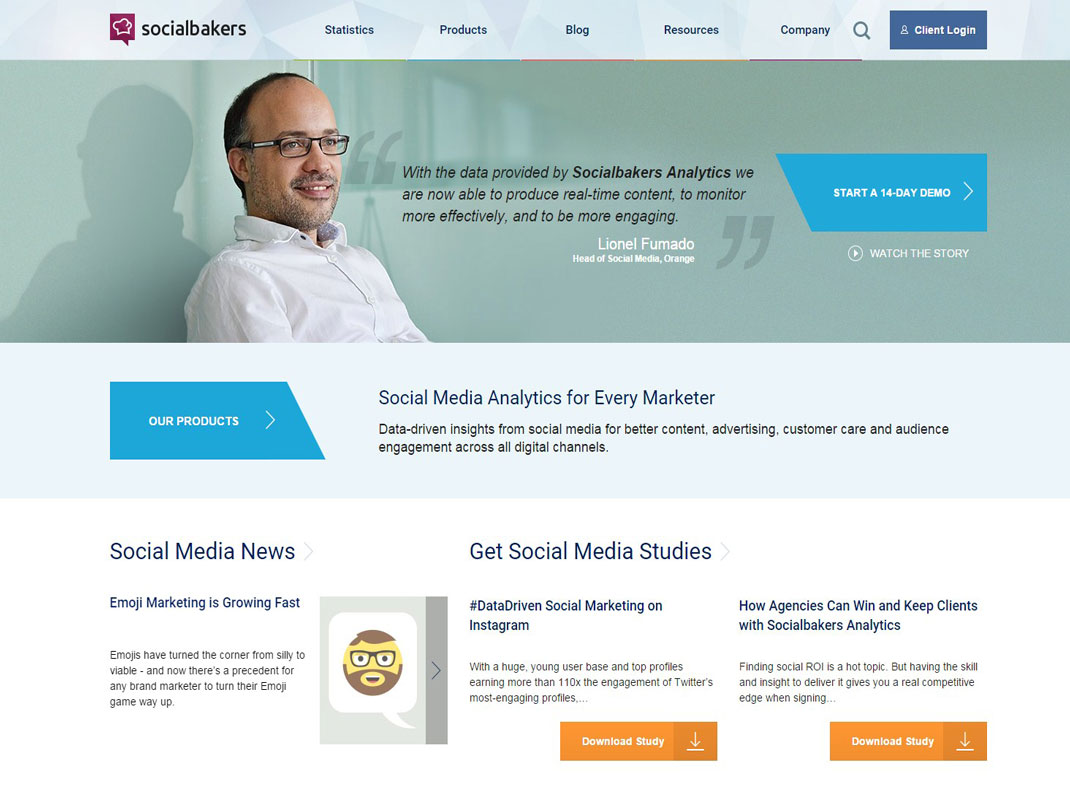 socialbakers
Statistics
Products
Blog
Resources
Company
Client Login
“
With the data provided by Socialbakers Analytics we
are now able to produce real-time content, to monitor
more effectively, and to be more engaging.
”
Lionel Fumado
Head of Social Media, Orange
START A 14-DAY DEMO
WATCH THE STORY
OUR PRODUCTS
Social Media Analytics for Every Marketer
Data-driven insights from social media for better content, advertising, customer care and audience
engagement across all digital channels.
Social Media News
Emoji Marketing is Growing Fast
Emojis have turned the corner from silly to
viable - and now there's a precedent for
any brand marketer to turn their Emoji
game way up.
Get Social Media Studies
#DataDriven Social Marketing on
Instagram
With a huge, young user base and top profiles
earning more than 110x the engagement of Twitter's
most-engaging profiles,...
Download Study
How Agencies Can Win and Keep Clients
with Socialbakers Analytics
Finding social ROI is a hot topic. But having the skill
and insight to deliver it gives you a real competitive
edge when signing...
Download Study